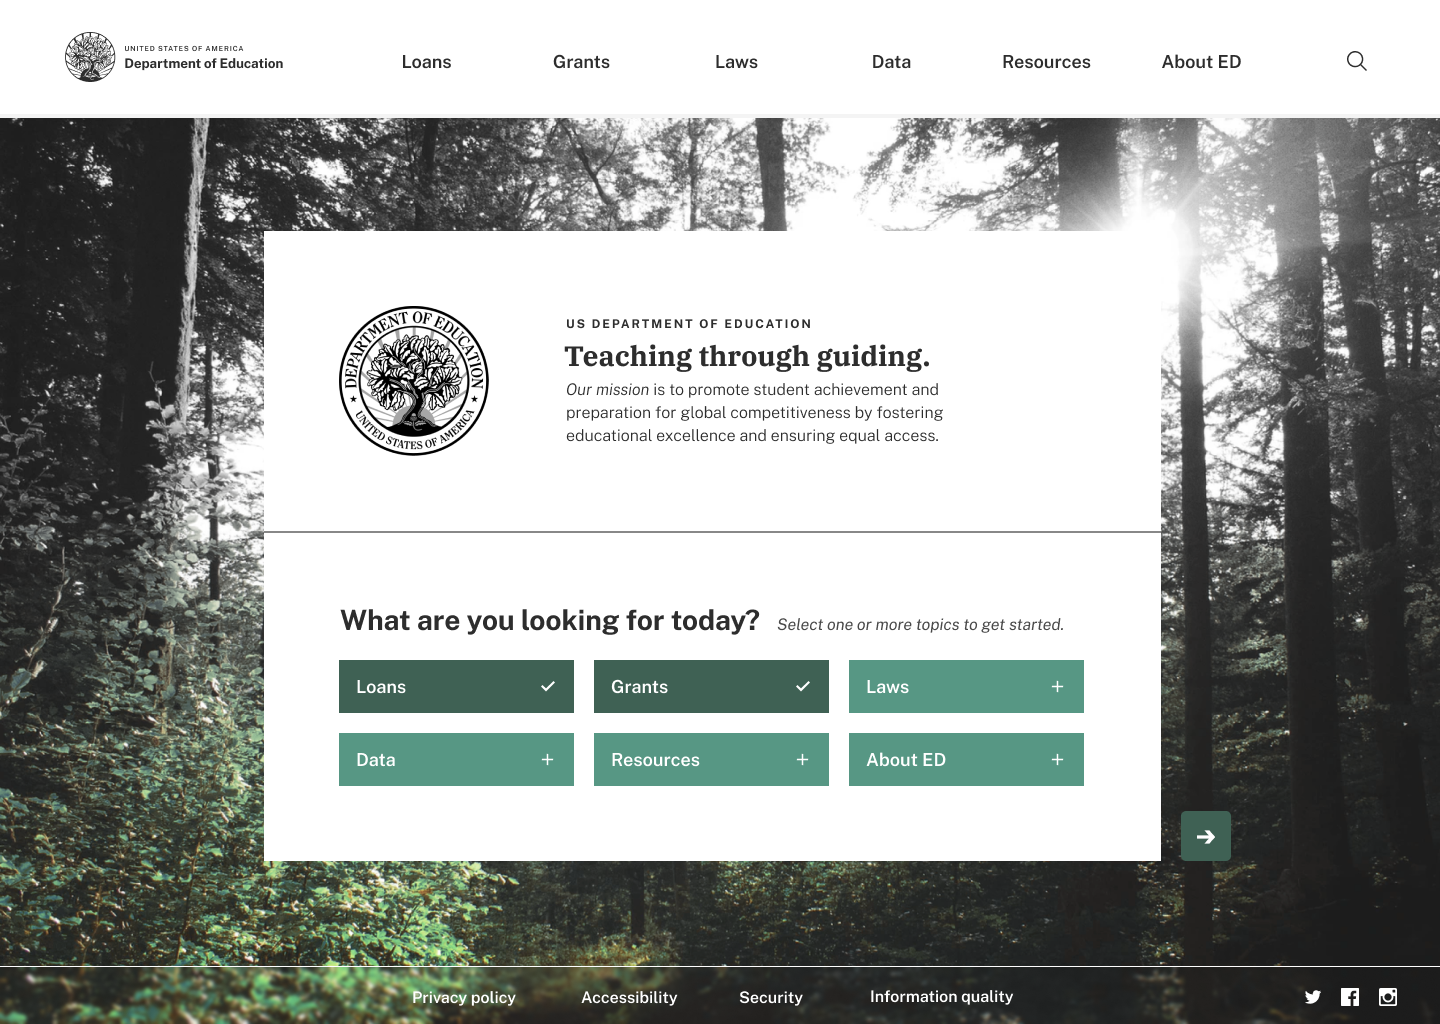 UNITED STATES OF AMERICA
Department of Education
Loans
Grants
Laws
Data
Resources
About ED
DEPARTMENT OF EDUCATION
UNITED STATES OF AMERICA
US DEPARTMENT OF EDUCATION
Teaching through guiding.
Our mission is to promote student achievement and
preparation for global competitiveness by fostering
educational excellence and ensuring equal access.
What are you looking for today? Select one or more topics to get started.
Loans
Grants
Laws
Data
Resources
About ED
Privacy policy
Accessibility
Security
Information quality